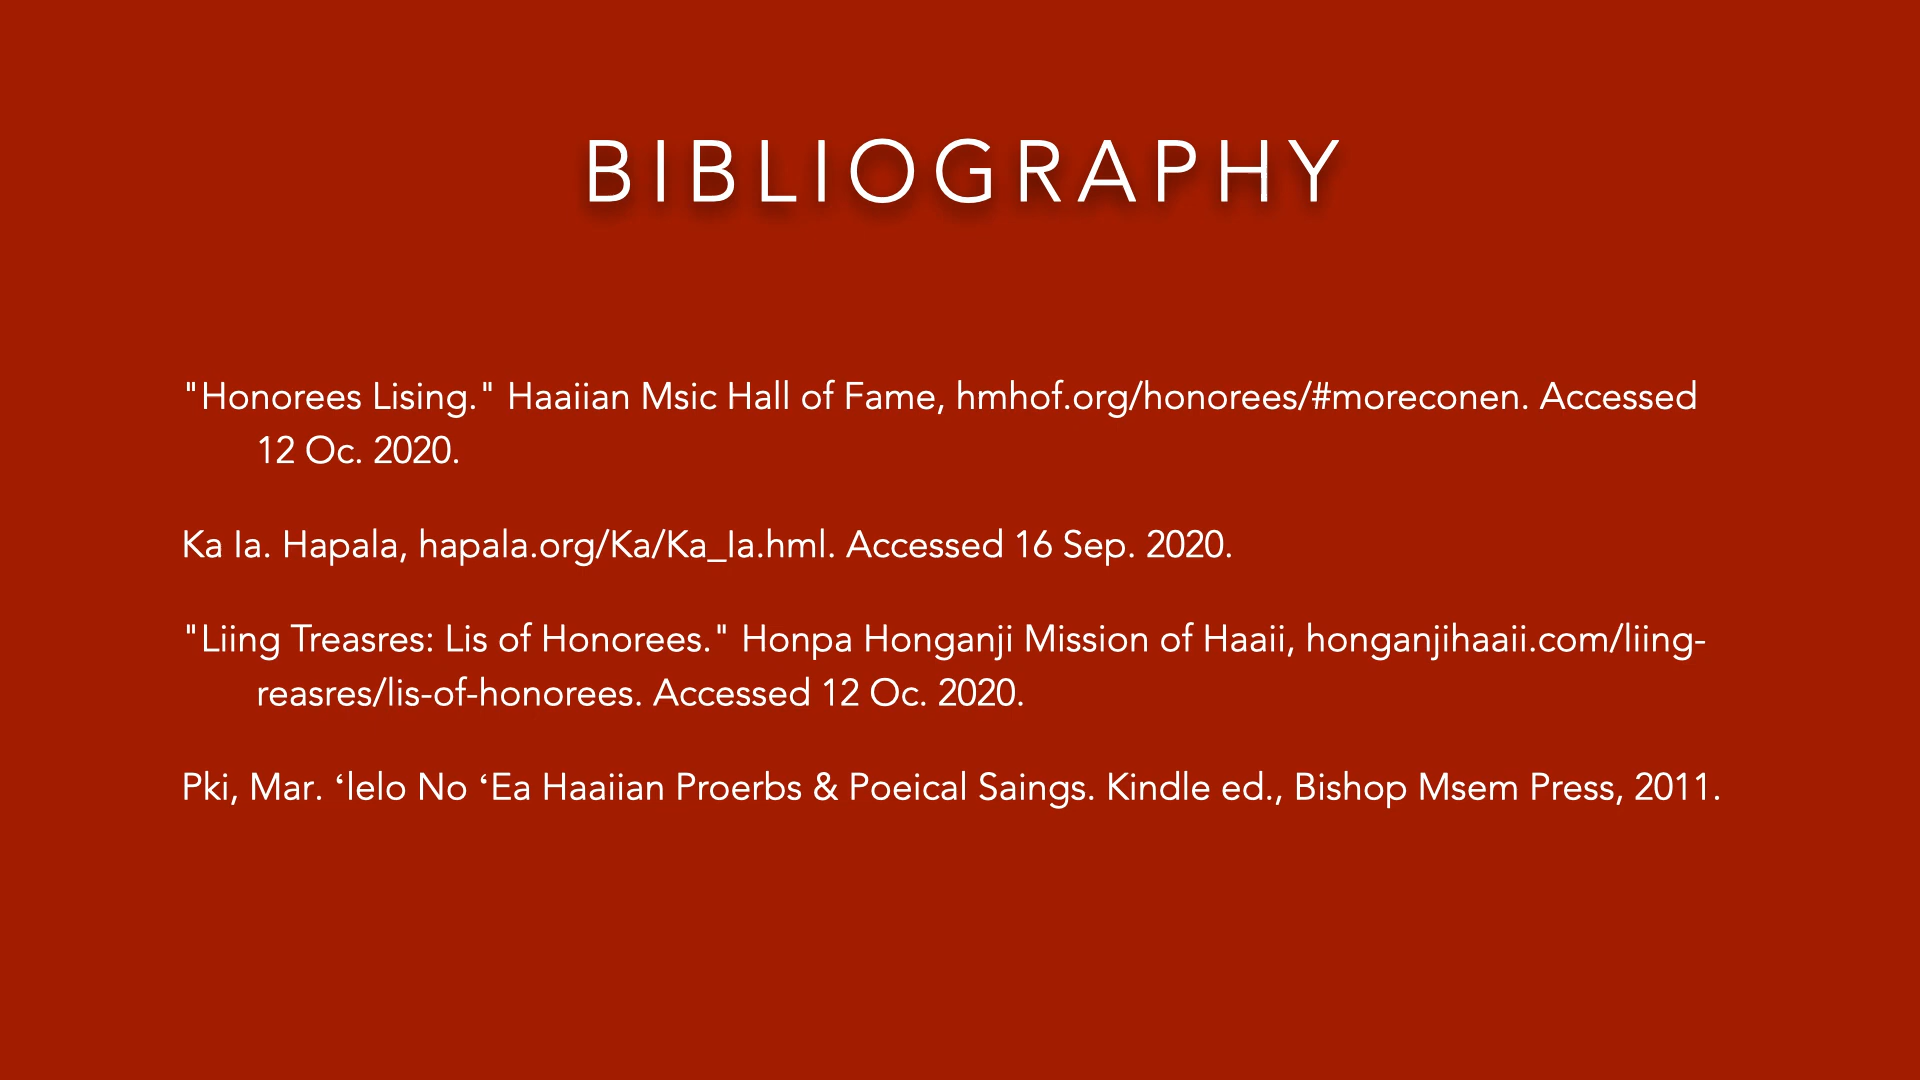 BIBLIOGRAPHY
"Honorees Lising." Haaiian Msic Hall of Fame, hmhof.org/honorees/#moreconen. Accessed
12 Oc. 2020.
Ka Ia. Hapala, hapala.org/Ka/Ka_Ia.hml. Accessed 16 Sep. 2020.
"Liing Treasres: Lis of Honorees." Honpa Honganji Mission of Haaii, honganjihaaii.com/liing-
reasres/lis-of-honorees. Accessed 12 Oc. 2020.
Pki, Mar. ʻlelo No ʻEa Haaiian Proerbs & Poeical Saings. Kindle ed., Bishop Msem Press, 2011.